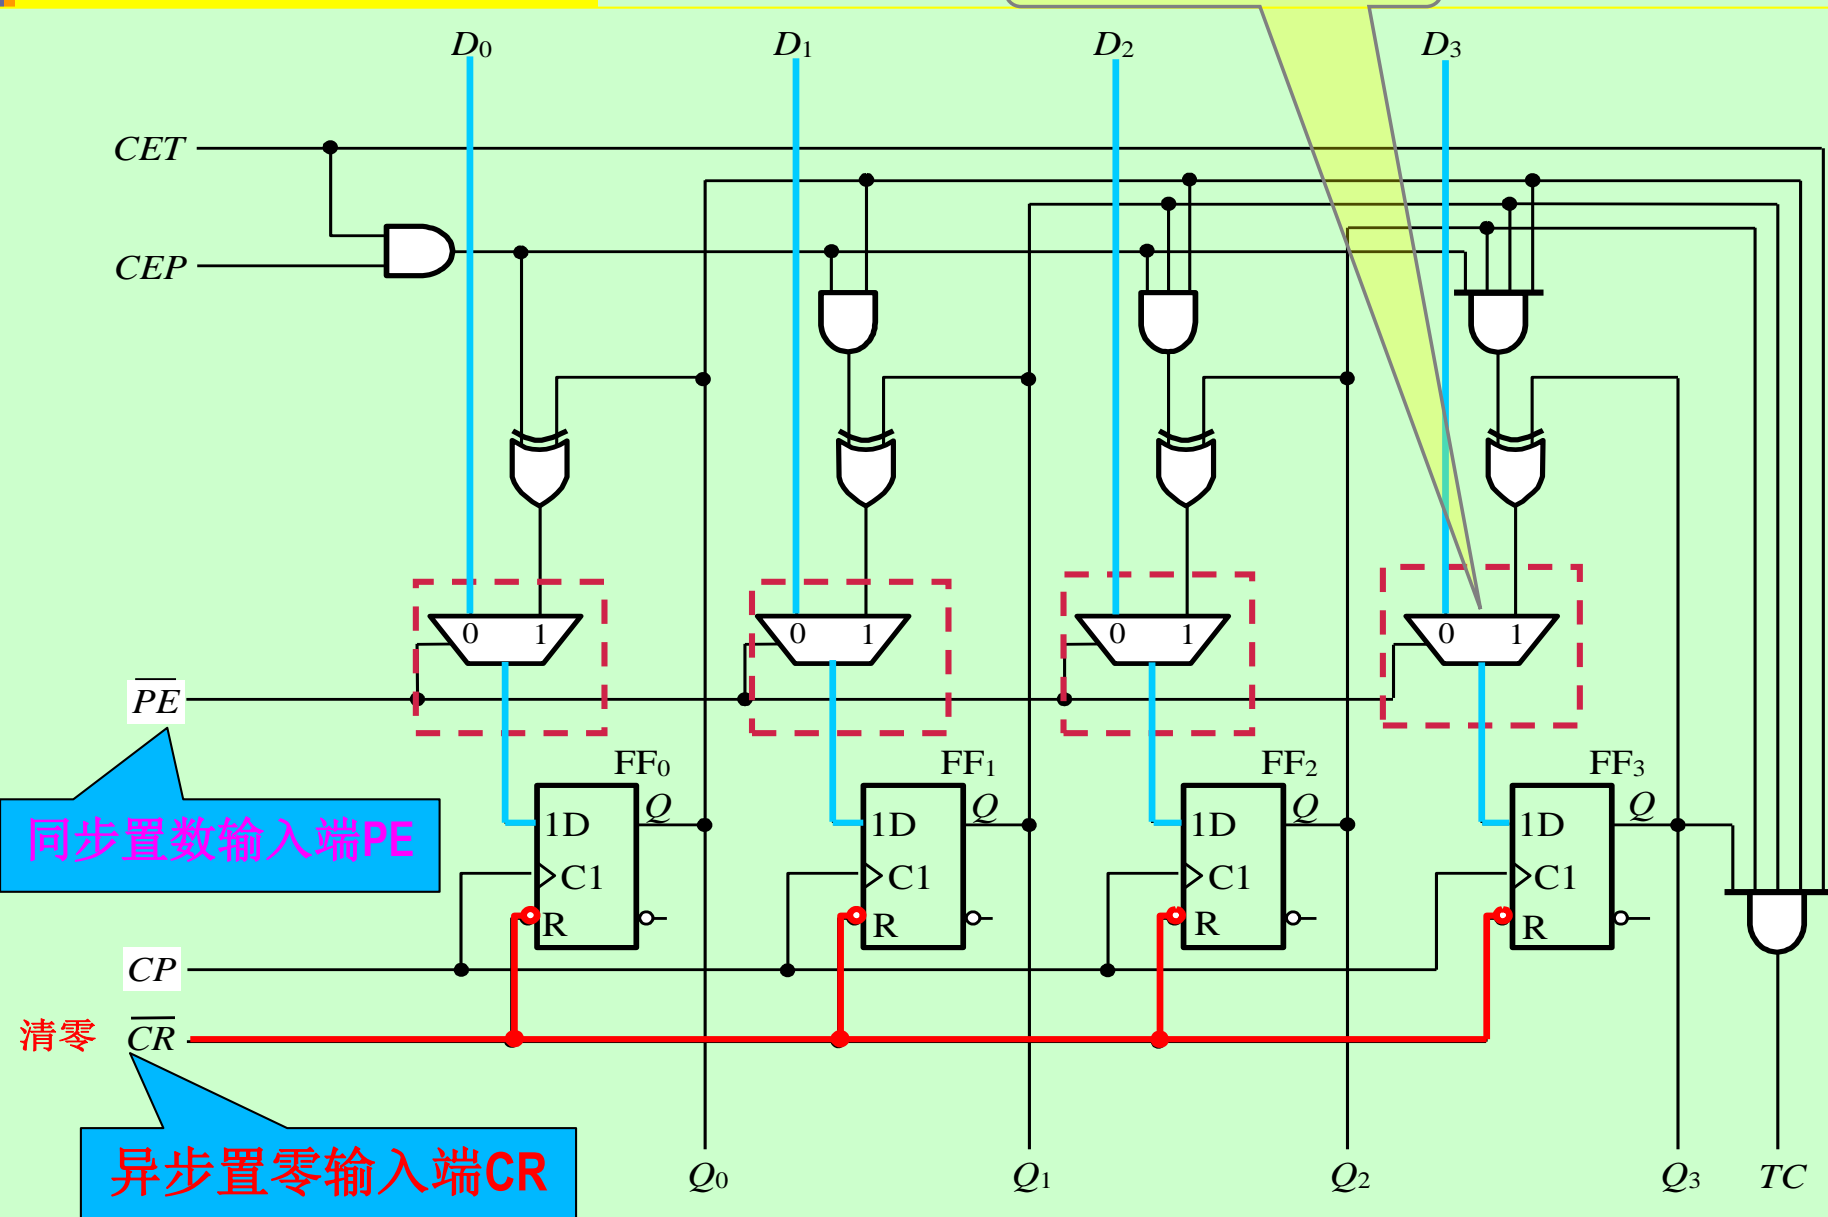 D0 D1 D2 D3
CET
CEP
0 1 0 1 0 1 0 1
PE
FF0 FF1 FF2 FF3
同步置数输入端PE
1D Q 1D Q 1D Q 1D Q
C1 C1 C1 C1
R R R R
CP
清零 CR
异步置零输入端CR
Q0 Q1 Q2 Q3 TC